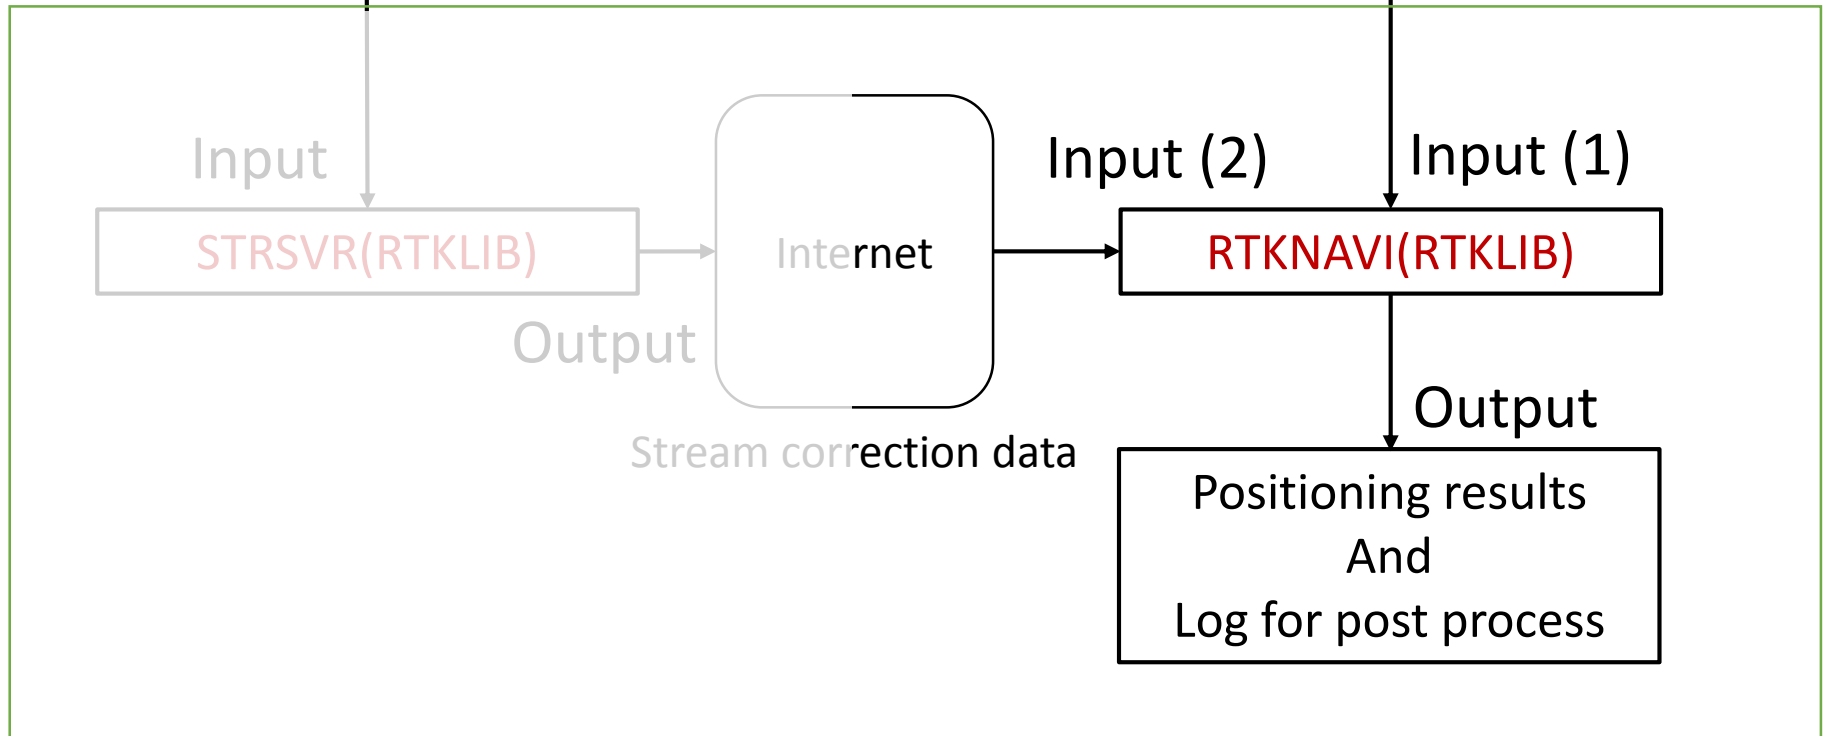 Input
Input (2)
Input (1)
STRSVR(RTKLIB)
Internet
RTKNAVI(RTKLIB)
Output
Output
Stream correction data
Positioning results
And
Log for post process